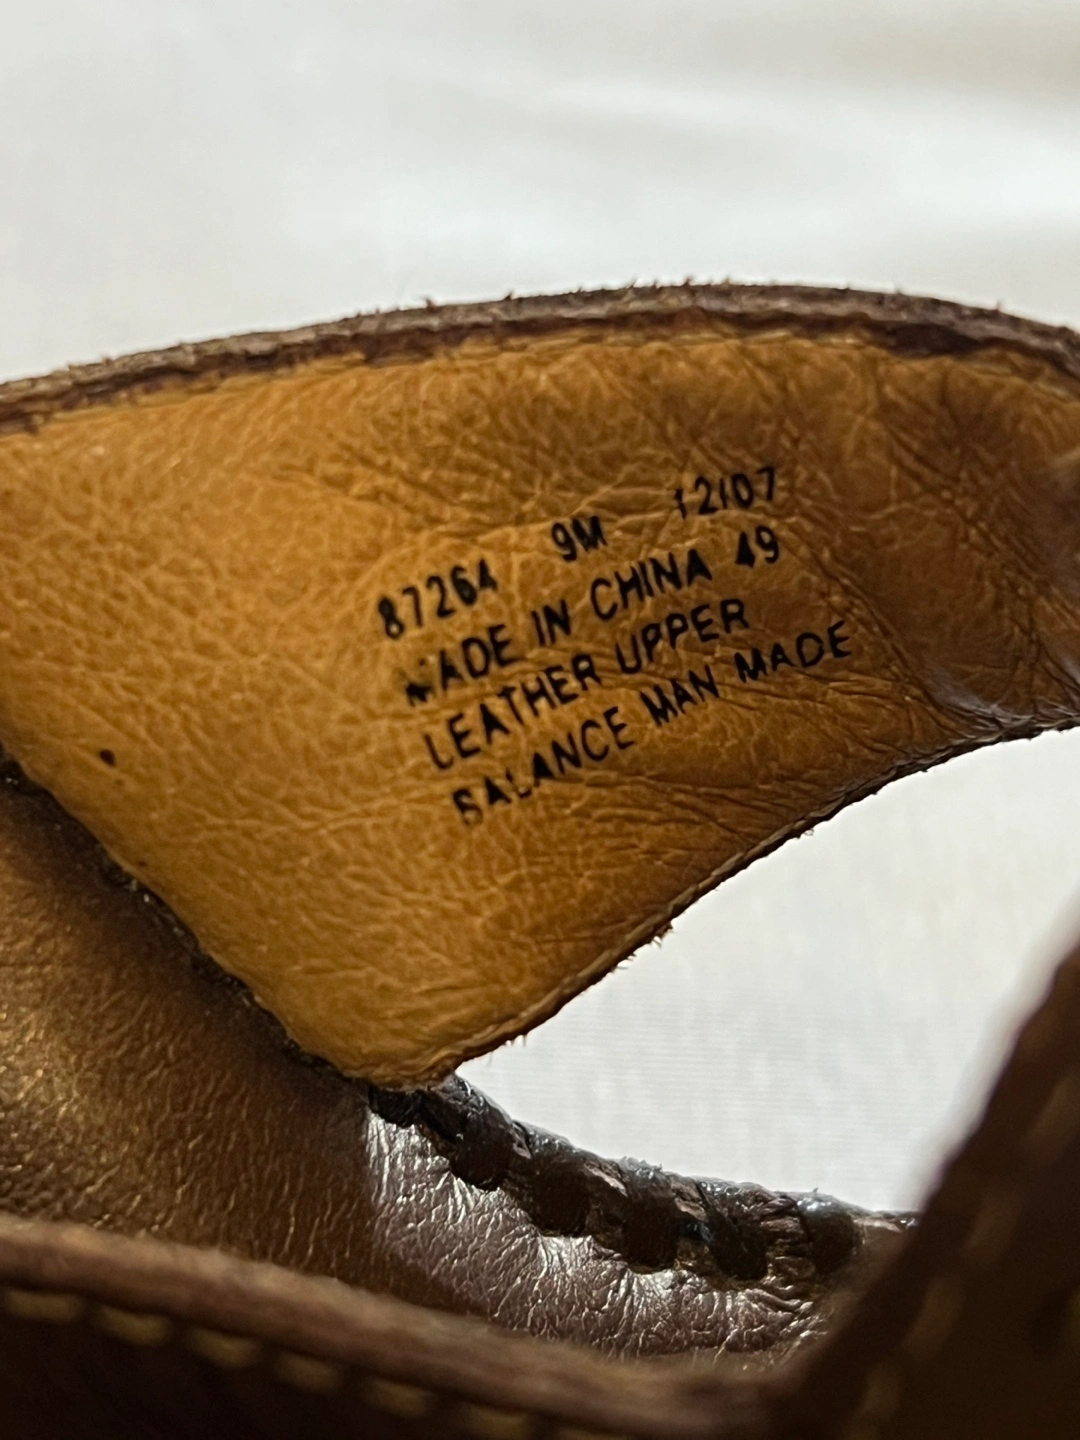 87264 9M 12/07
MADE IN CHINA 49
LEATHER UPPER
BALANCE MAN MADE